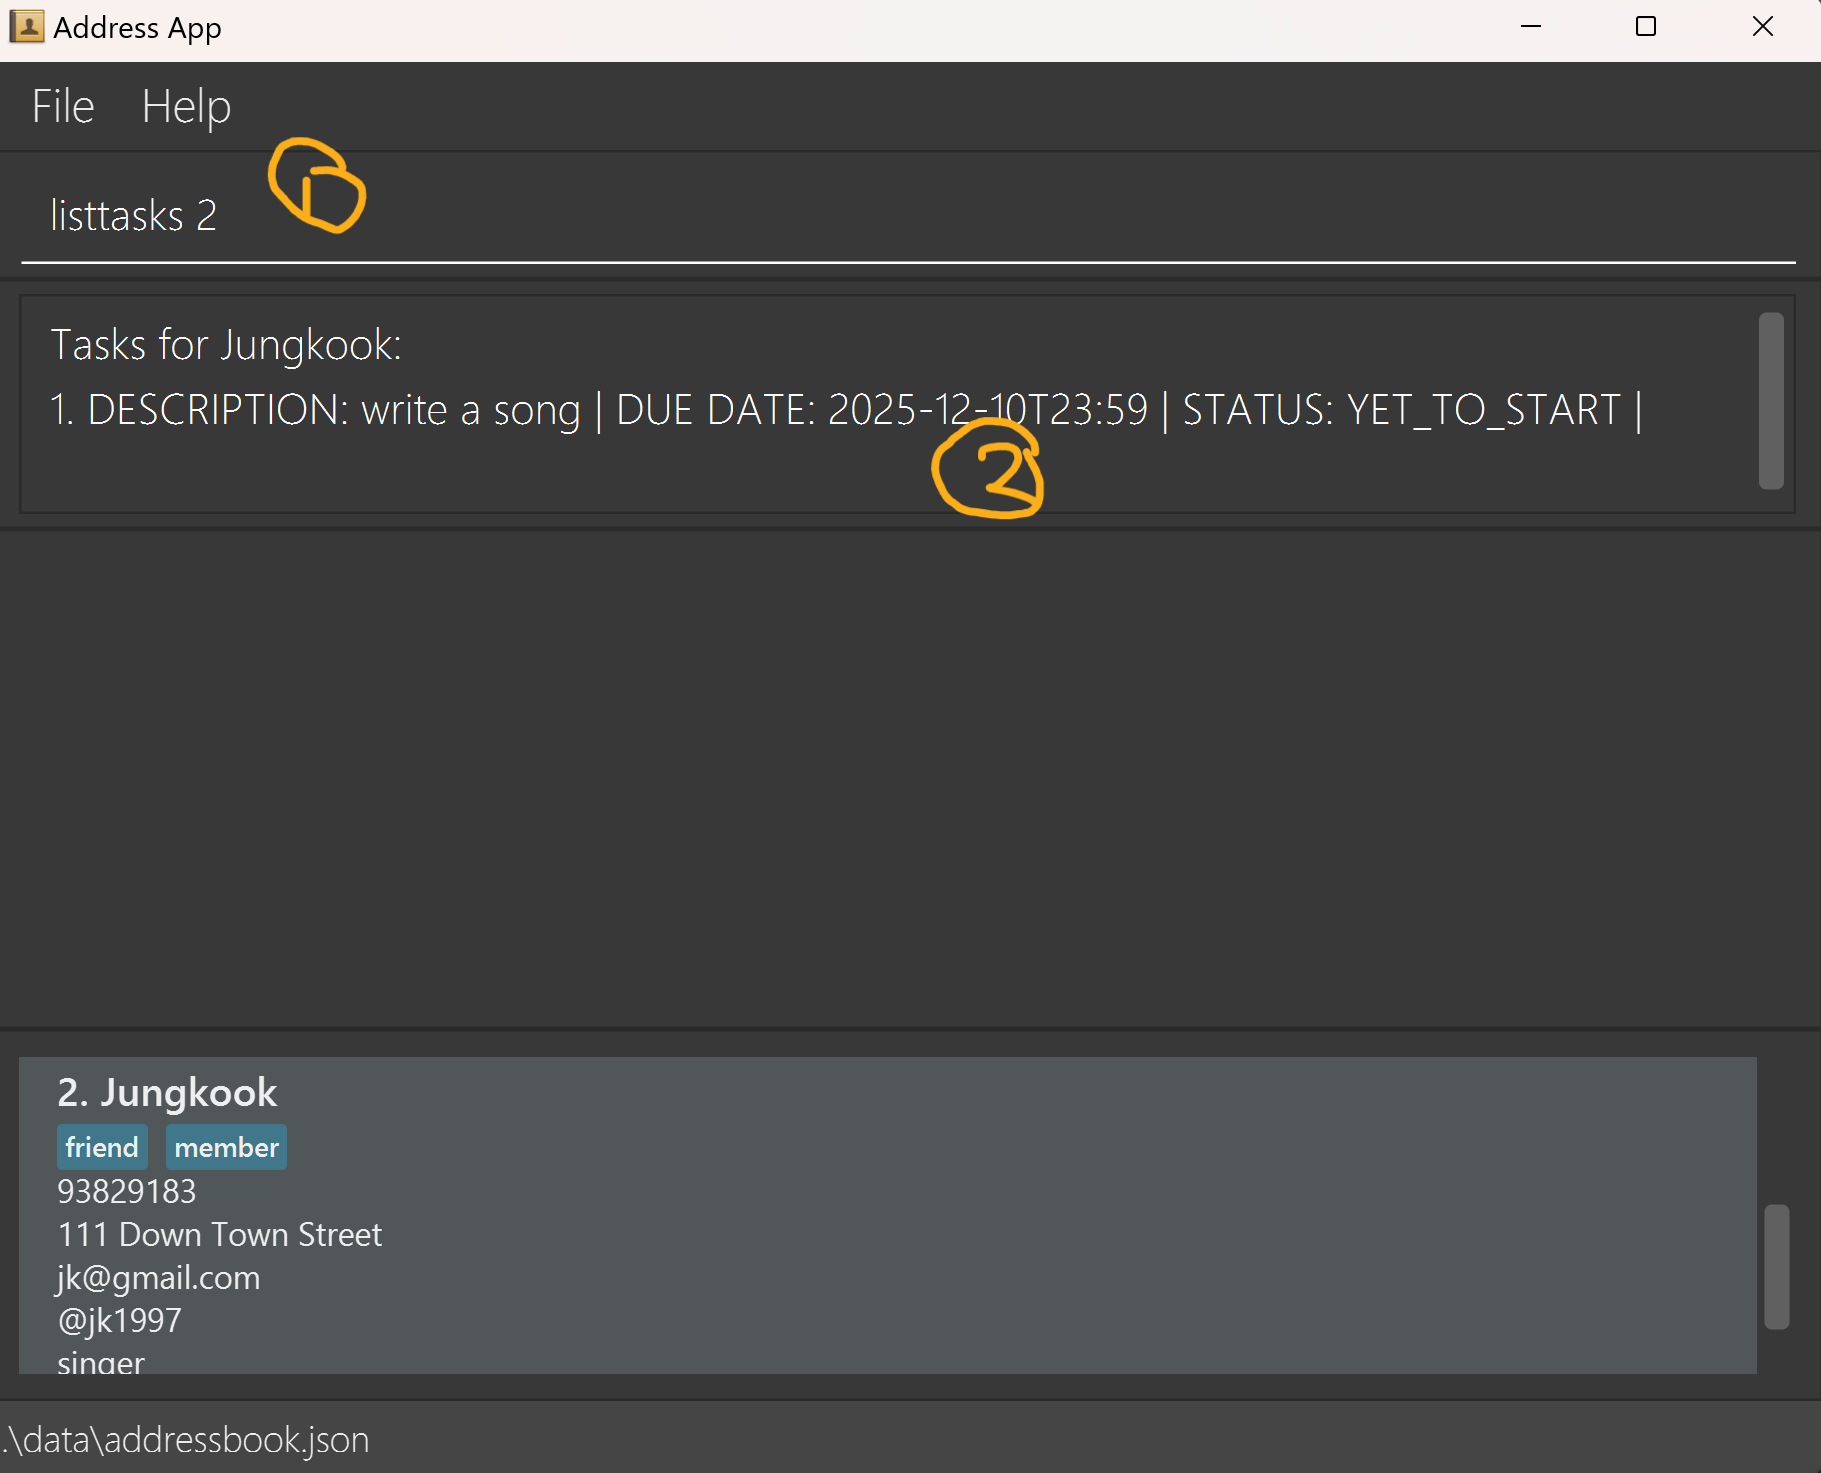 Address App
File Help
1
listtasks 2
Tasks for Jungkook:
1. DESCRIPTION: write a song | DUE DATE: 2025-12-10T23:59 | STATUS: YET_TO_START |
2
2. Jungkook
friend member
93829183
111 Down Town Street
jk@gmail.com
@jk1997
singer
.\data\addressbook.json